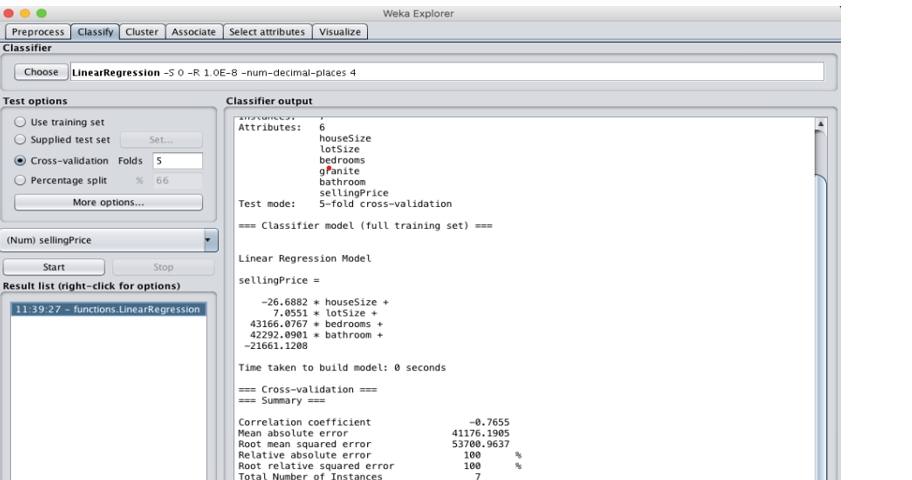 Weka Explorer
Preprocess Classify Cluster Associate Select attributes Visualize
Classifier
Choose LinearRegression -S 0 -R 1.0E-8 -num-decimal-places 4
Test options
Use training set
Supplied test set Set...
Cross-validation Folds 5
Percentage split % 66
More options...
(Num) sellingPrice
Start Stop
Result list (right-click for options)
11:39:27 - functions.LinearRegression
Classifier output
Instances: 7
Attributes: 6
houseSize
lotSize
bedrooms
granite
bathroom
sellingPrice
Test mode: 5-fold cross-validation
=== Classifier model (full training set) ===
Linear Regression Model
sellingPrice =
-26.6882 * houseSize +
7.0551 * lotSize +
43166.0767 * bedrooms +
42292.0901 * bathroom +
-21661.1208
Time taken to build model: 0 seconds
=== Cross-validation ===
=== Summary ===
Correlation coefficient -0.7655
Mean absolute error 41176.1905
Root mean squared error 53700.9637
Relative absolute error 100 %
Root relative squared error 100 %
Total Number of Instances 7